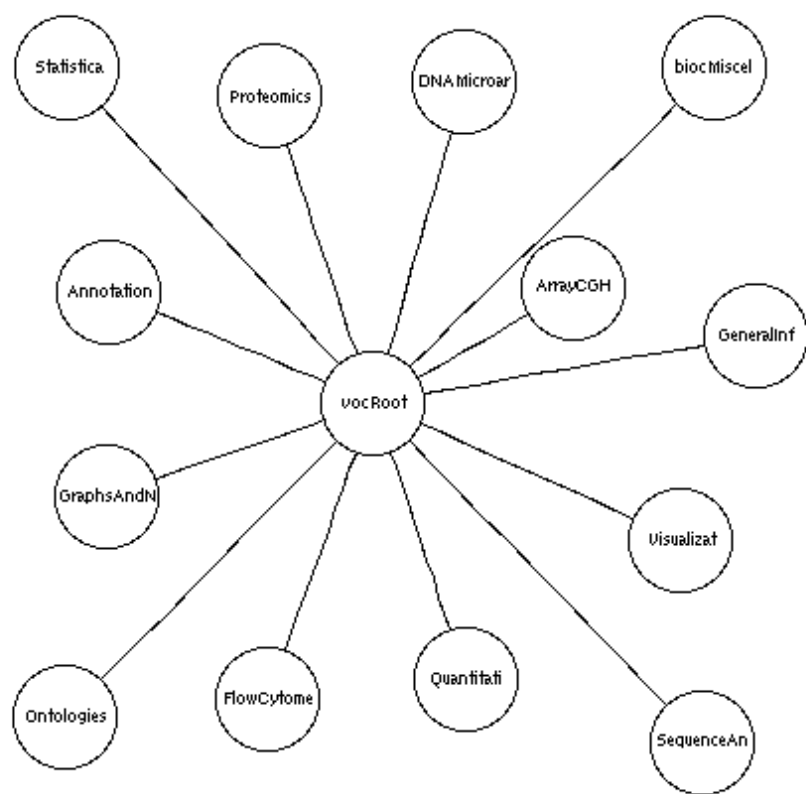 Statistica
Proteomics
DNAMicroar
biocMiscel
Annotation
ArrayCGH
GeneralInf
vocRoot
GraphsAndN
Visualizat
Ontologies
FlowCytome
Quantitati
SequenceAn